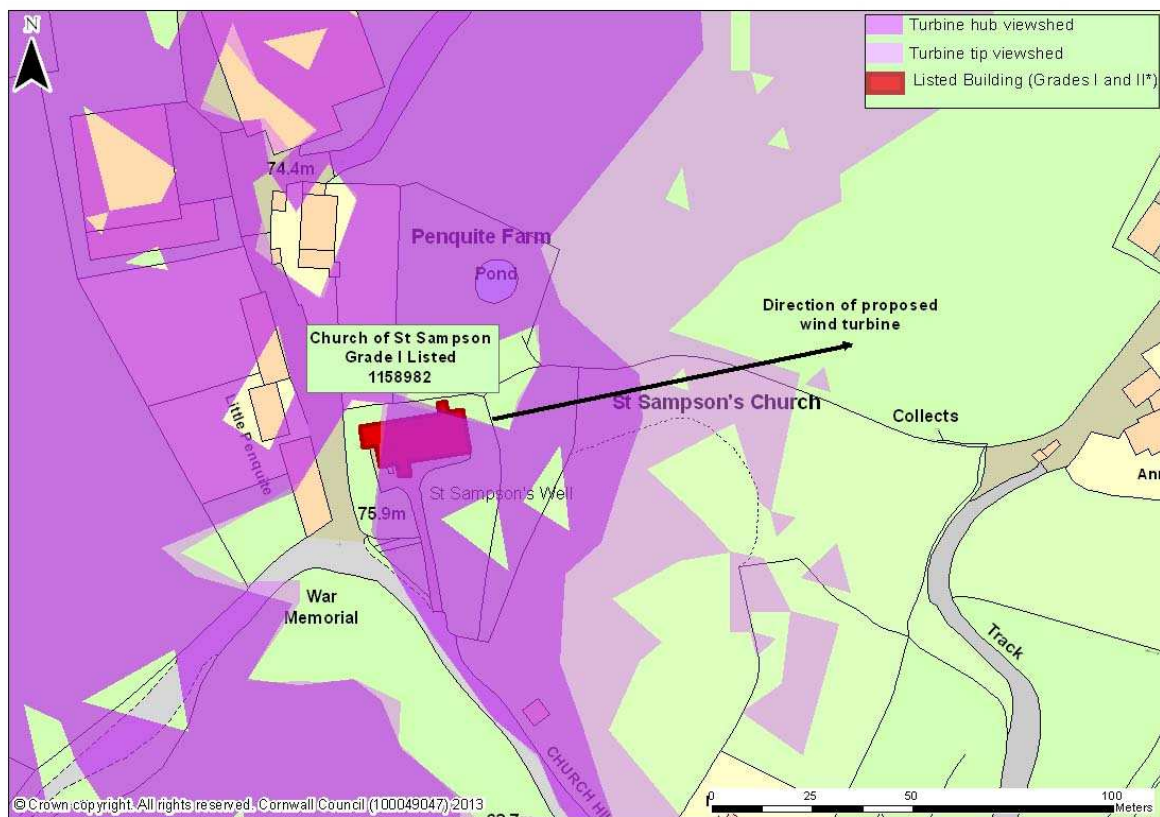 N
Turbine hub viewshed
Turbine tip viewshed
Listed Building (Grades I and II*)
74.4m
Penquite Farm
Pond
Direction of proposed
wind turbine
Church of St Sampson
Grade I Listed
1158982
St Sampson's Church
Collects
Little Penquite
St Sampson's Well
75.9m
War
Memorial
Track
CHURCH
© Crown copyright. All rights reserved. Cornwall Council (100049047) 2013
0 25 50 100
Meters